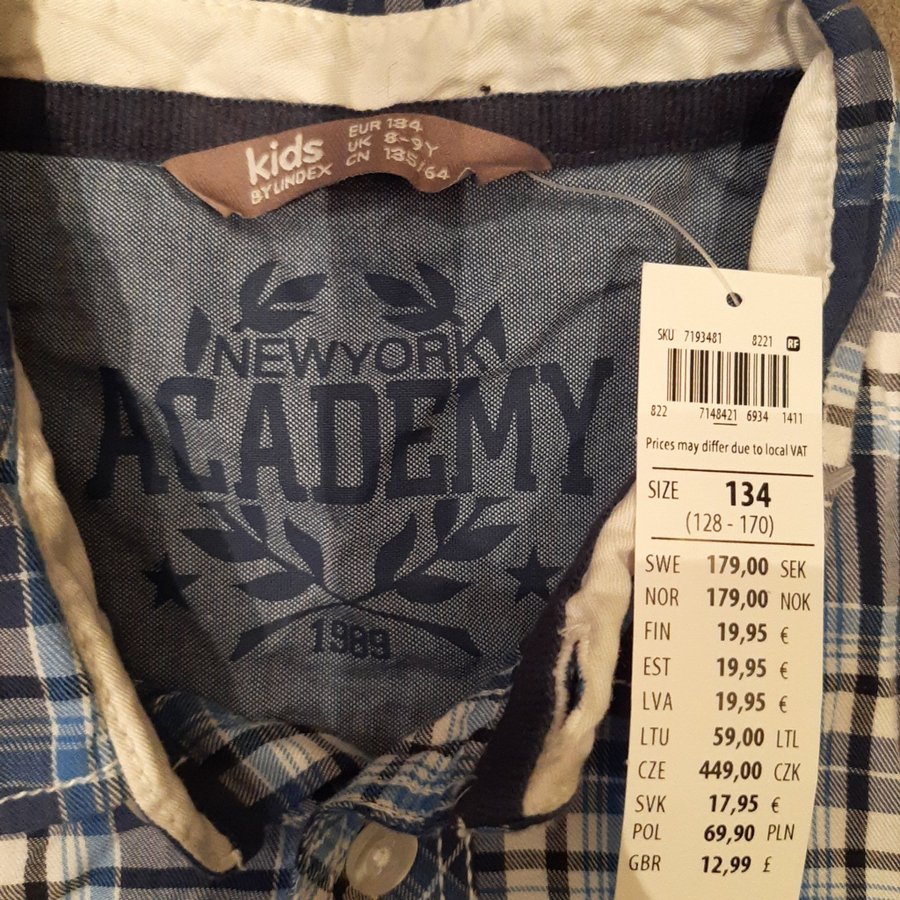 kids
BY LINDEX
EUR 134
UK 8-9Y
CN 135/64
NEWYORK
ACADEMY
1989
SKU 7193481 8221 RF
822 7148421 6934 1411
Prices may differ due to local VAT
SIZE 134
(128 - 170)
SWE 179,00 SEK
NOR 179,00 NOK
FIN 19,95 €
EST 19,95 €
LVA 19,95 €
LTU 59,00 LTL
CZE 449,00 CZK
SVK 17,95 €
POL 69,90 PLN
GBR 12,99 £